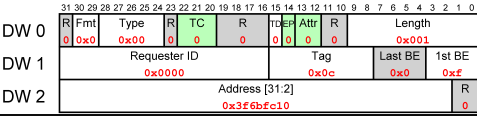 31 30 29 28 27 26 25 24 23 22 21 20 19 18 17 16 15 14 13 12 11 10 9 8 7 6 5 4 3 2 1 0
DW 0 R Fmt Type R TC R TD EP Attr R Length
0 0x0 0x00 0 0 0 0 0 0 0 0x001
DW 1 Requester ID Tag Last BE 1st BE
0x0000 0x0c 0x0 0xf
DW 2 Address [31:2] R
0x3f6bfc10 0